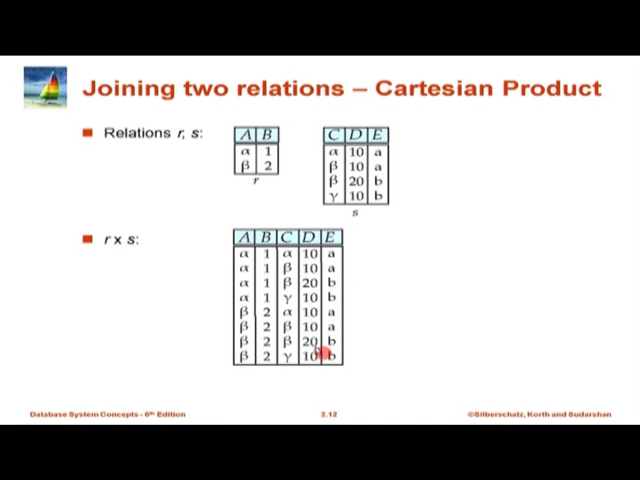 Joining two relations – Cartesian Product
Relations r, s:
A B
α 1
β 2
r
C D E
α 10 a
β 10 a
β 20 b
γ 10 b
s
r x s:
A B C D E
α 1 α 10 a
α 1 β 10 a
α 1 β 20 b
α 1 γ 10 b
β 2 α 10 a
β 2 β 10 a
β 2 β 20 b
β 2 γ 10 b
Database System Concepts - 6th Edition
2.12
©Silberschatz, Korth and Sudarshan